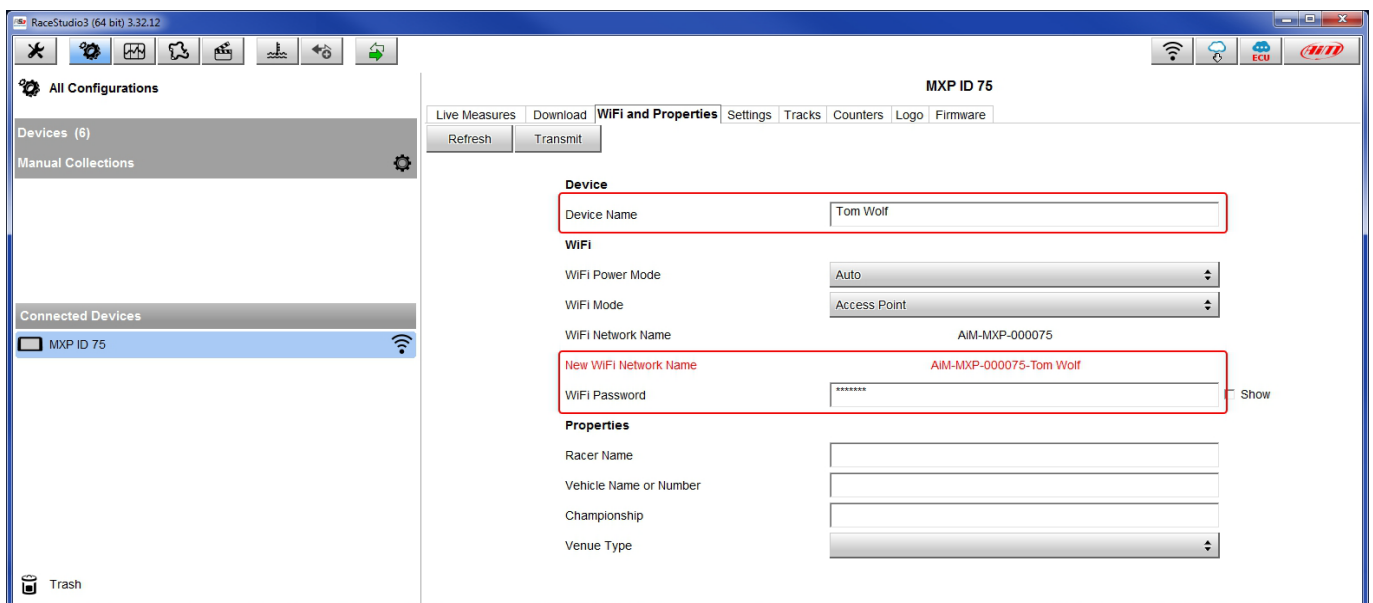 RaceStudio3 (64 bit) 3.32.12
ECU
AiM
All Configurations
MXP ID 75
Live Measures Download WiFi and Properties Settings Tracks Counters Logo Firmware
Devices (6)
Refresh Transmit
Manual Collections
Device
Device Name Tom Wolf
WiFi
WiFi Power Mode Auto
WiFi Mode Access Point
Connected Devices
WiFi Network Name AiM-MXP-000075
MXP ID 75
New WiFi Network Name AiM-MXP-000075-Tom Wolf
WiFi Password ******* Show
Properties
Racer Name
Vehicle Name or Number
Championship
Venue Type
Trash